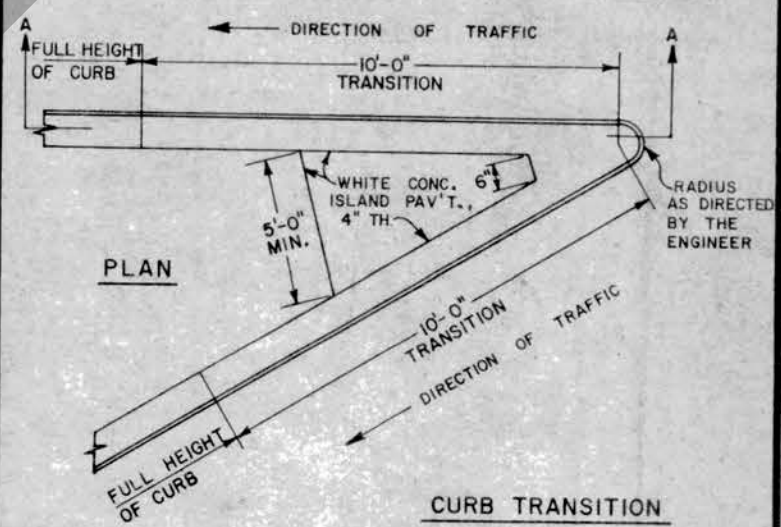 A
DIRECTION OF TRAFFIC
A
FULL HEIGHT
OF CURB
10'-0"
TRANSITION
WHITE CONC.
ISLAND PAV'T.,
4" TH.
6"
5'-0"
MIN.
RADIUS
AS DIRECTED
BY THE
ENGINEER
PLAN
10'-0"
TRANSITION
DIRECTION OF TRAFFIC
FULL HEIGHT
OF CURB
CURB TRANSITION